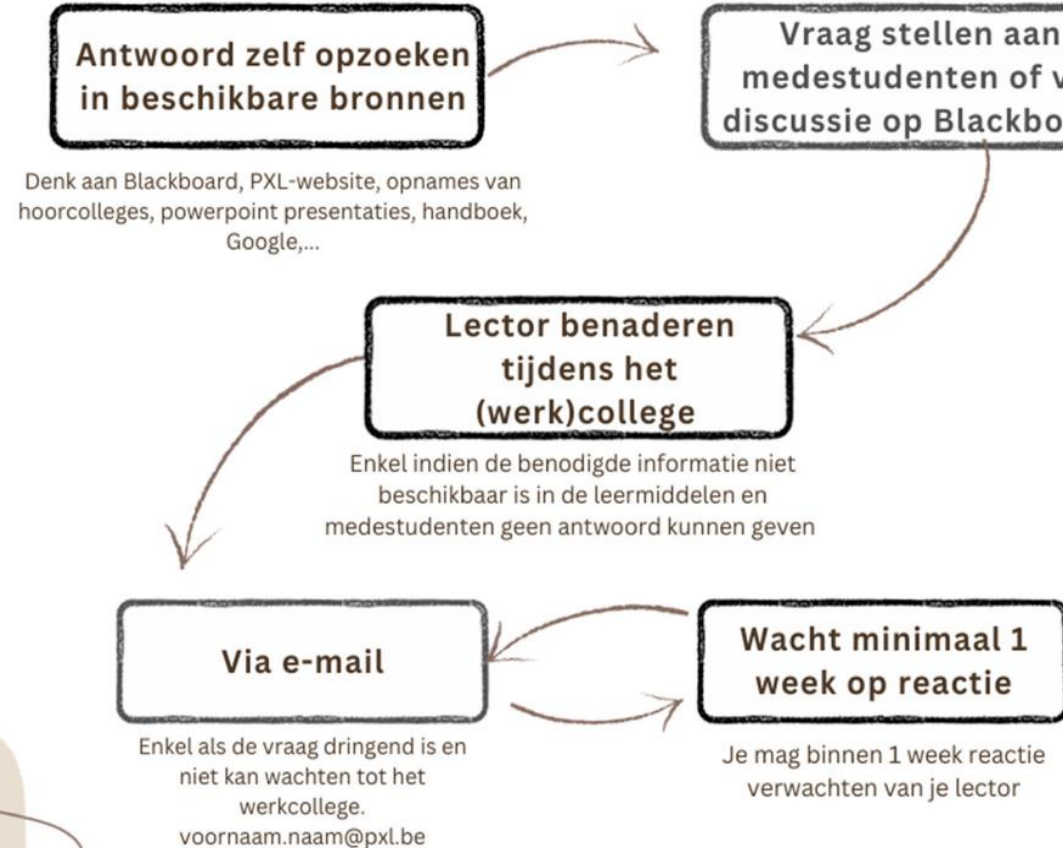 Antwoord zelf opzoeken
in beschikbare bronnen
Denk aan Blackboard, PXL-website, opnames van
hoorcolleges, powerpoint presentaties, handboek,
Google,...
Vraag stellen aan
medestudenten of
discussie op
Lector benaderen
tijdens het
(werk)college
Enkel indien de benodigde informatie niet
beschikbaar is in de leermiddelen en
medestudenten geen antwoord kunnen geven
Via e-mail
Enkel als de vraag dringend is en
niet kan wachten tot het
werkcollege.
voornaam.naam@pxl.be
Wacht minimaal 1
week op reactie
Je mag binnen 1 week reactie
verwachten van je lector